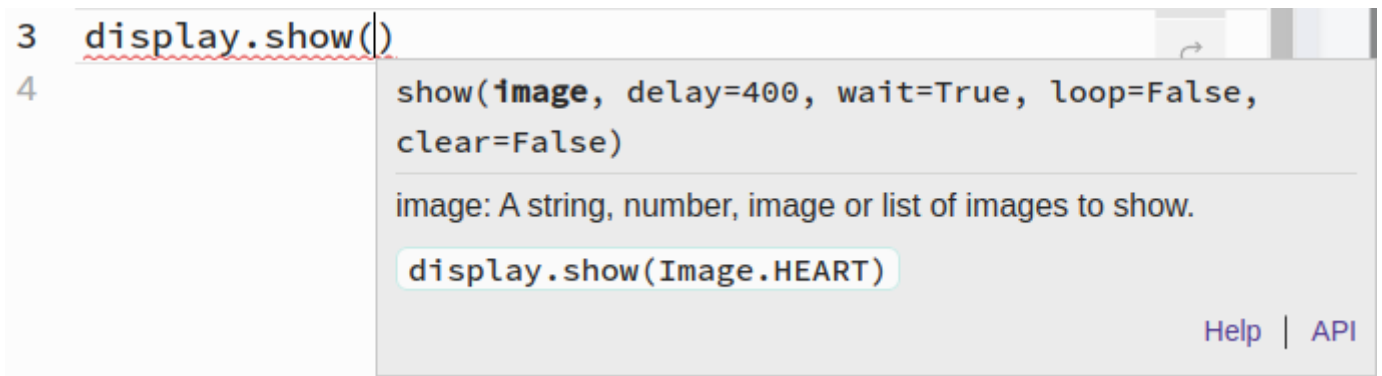 3 display.show()
4
show(image, delay=400, wait=True, loop=False,
clear=False)
image: A string, number, image or list of images to show.
display.show(Image.HEART)
Help | API